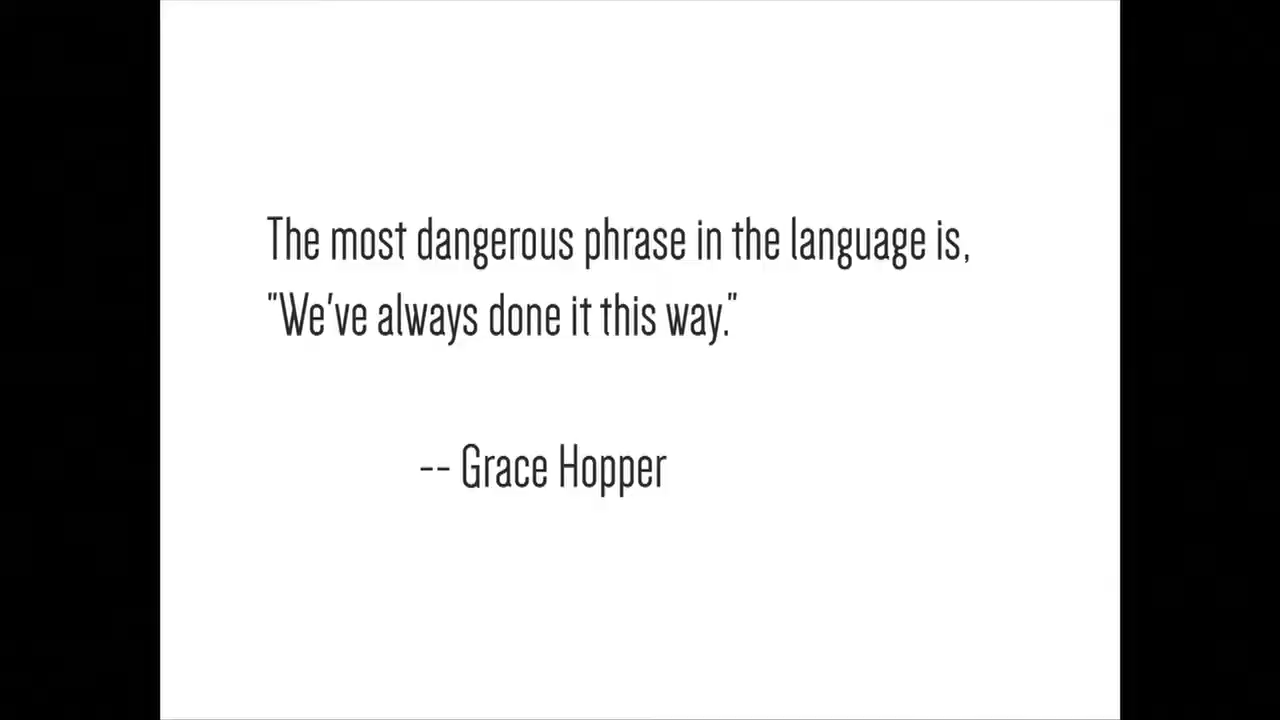 The most dangerous phrase in the language is,
"We've always done it this way."
-- Grace Hopper